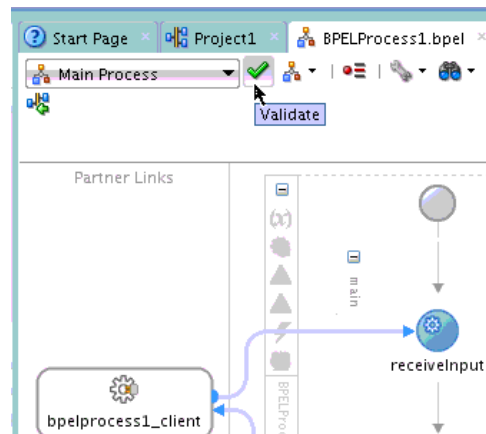 Start Page
Project1
BPELProcess1.bpel
Main Process
Validate
Partner Links
(x)
main
receiveInput
bpelprocess1_client